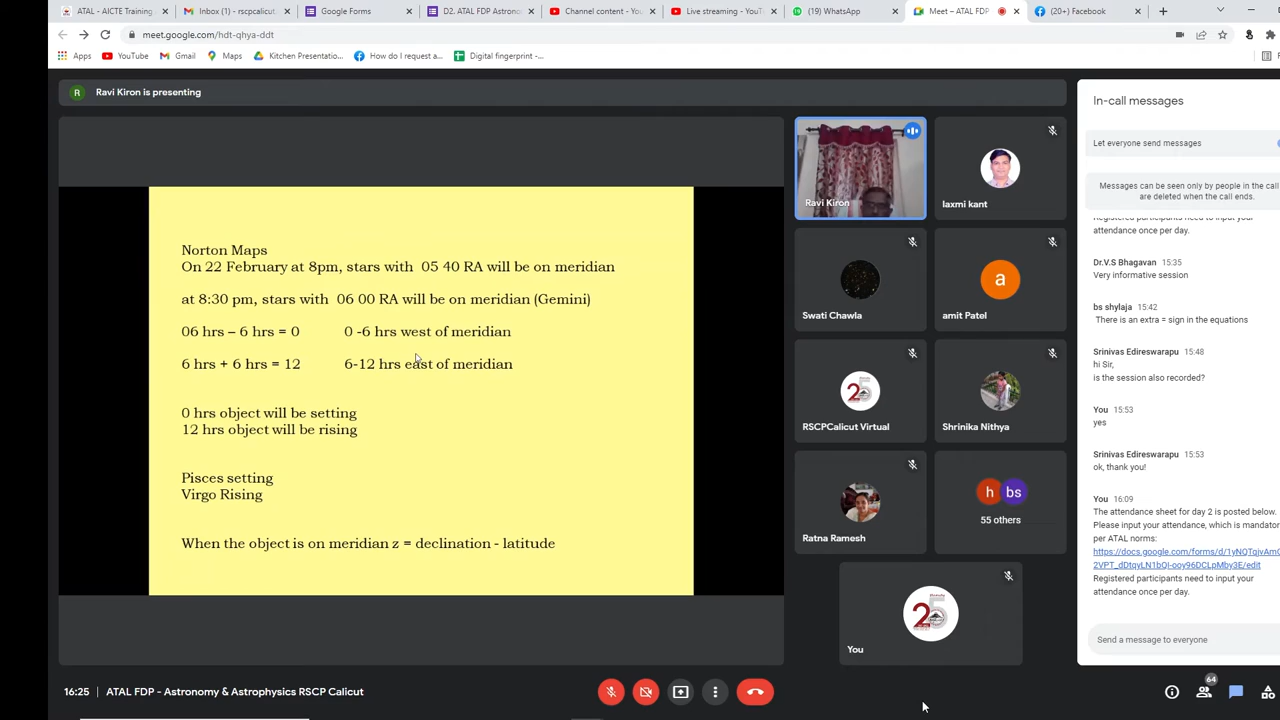 ATAL - AICTE Training
Inbox (1) - rscpcalicut.
Google Forms
D2. ATAL FDP Astrono
Channel content - You
Live streaming - YouT
(19) WhatsApp
Meet – ATAL FDP
(20+) Facebook
meet.google.com/hdt-qhya-ddt
Apps
YouTube
Gmail
Maps
Kitchen Presentatio...
How do I request a...
Digital fingerprint -...
R
Ravi Kiron is presenting
Norton Maps
On 22 February at 8pm, stars with 05 40 RA will be on meridian
at 8:30 pm, stars with 06 00 RA will be on meridian (Gemini)
06 hrs – 6 hrs = 0 0 -6 hrs west of meridian
6 hrs + 6 hrs = 12 6-12 hrs east of meridian
0 hrs object will be setting
12 hrs object will be rising
Pisces setting
Virgo Rising
When the object is on meridian z = declination - latitude
Ravi Kiron
laxmi kant
Swati Chawla
a
amit Patel
25
RSCPCalicut Virtual
Shrinika Nithya
Ratna Ramesh
h bs
55 others
25
You
In-call messages
Let everyone send messages
Messages can be seen only by people in the call
are deleted when the call ends.
Registered participants need to input your
attendance once per day.
Dr.V.S Bhagavan 15:35
Very informative session
bs shylaja 15:42
There is an extra = sign in the equations
Srinivas Edireswarapu 15:48
hi Sir,
is the session also recorded?
You 15:53
yes
Srinivas Edireswarapu 15:53
ok, thank you!
You 16:09
The attendance sheet for day 2 is posted below.
Please input your attendance, which is mandator
per ATAL norms:
https://docs.google.com/forms/d/1yNQTqjvAmC
2VPT_dDtqvLN1bQI-ooy96DCLpMby3E/edit
Registered participants need to input your
attendance once per day.
Send a message to everyone
16:25 | ATAL FDP - Astronomy & Astrophysics RSCP Calicut
64